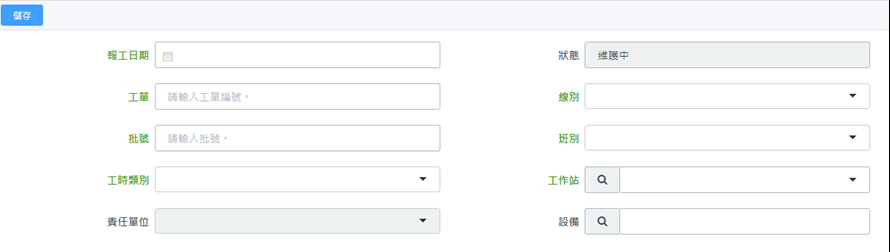 儲存
報工日期
狀態 維護中
工單 請輸入工單編號。
線別
批號 請輸入批號。
班別
工時類別
工作站
責任單位
設備